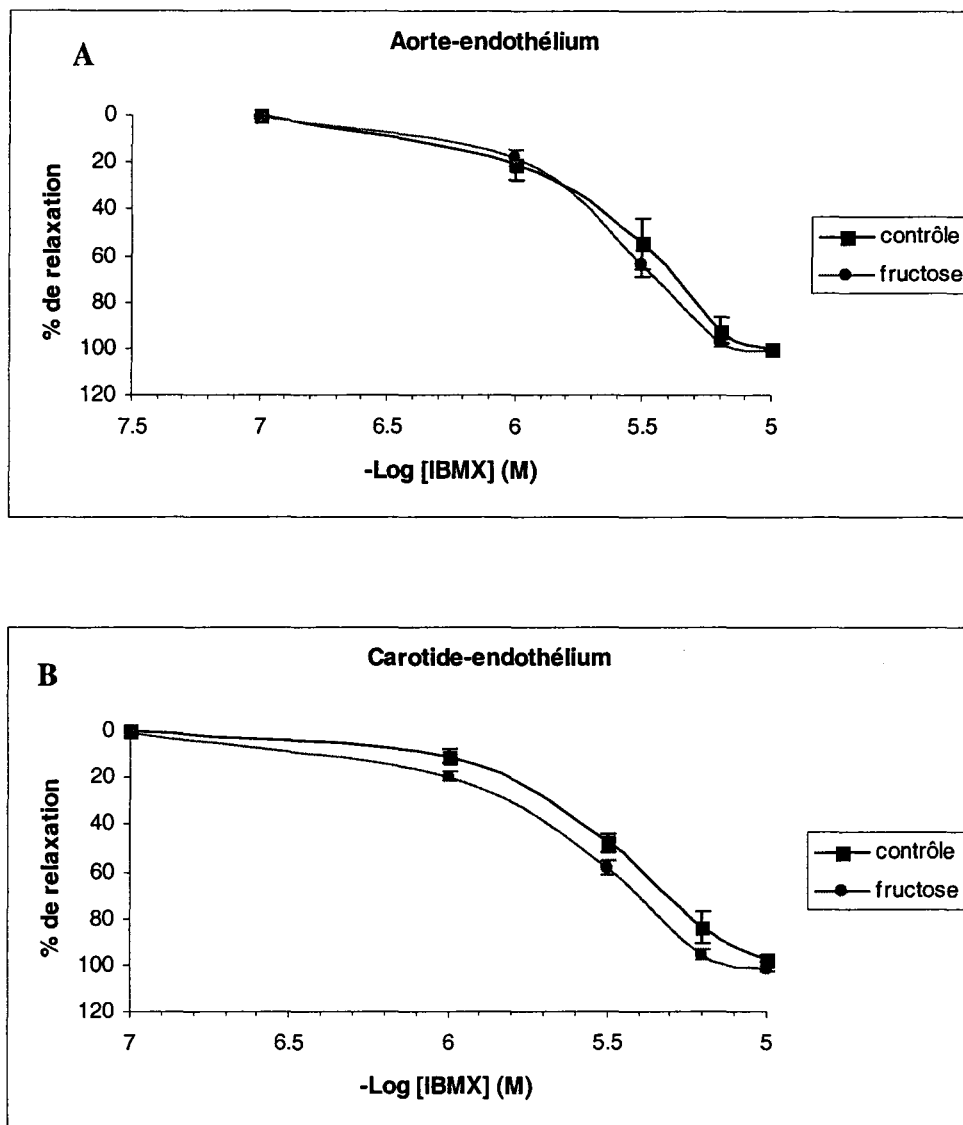 A
Aorte-endothélium
% de relaxation
0
20
40
60
80
100
120
7.5
7
6.5
6
5.5
5
-Log [IBMX] (M)
contrôle
fructose
B
Carotide-endothélium
% de relaxation
0
20
40
60
80
100
120
7
6.5
6
5.5
5
-Log [IBMX] (M)
contrôle
fructose